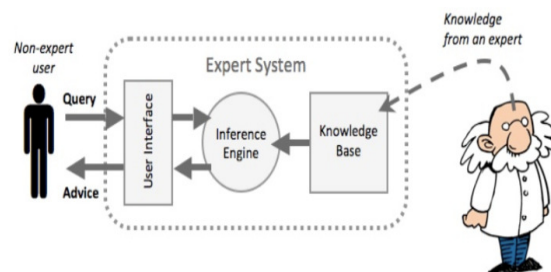 Non-expert
user
Query
Advice
Expert System
User Interface
Inference
Engine
Knowledge
Base
Knowledge
from an expert